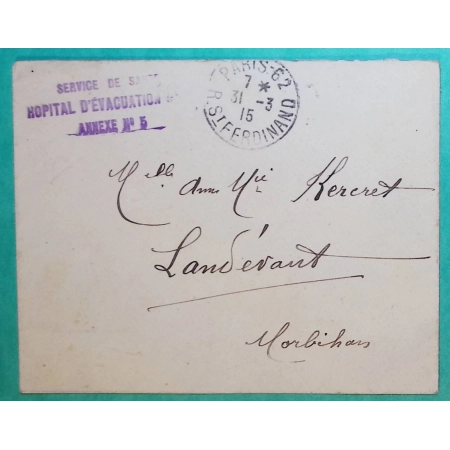 SERVICE DE SANTÉ
HOPITAL D'ÉVACUATION
ANNEXE Nº 5
PARIS-62
7 *
31 -3
15
R. St FERDINAND
Mlle Anne Mie Kercret
Landévant
Morbihan